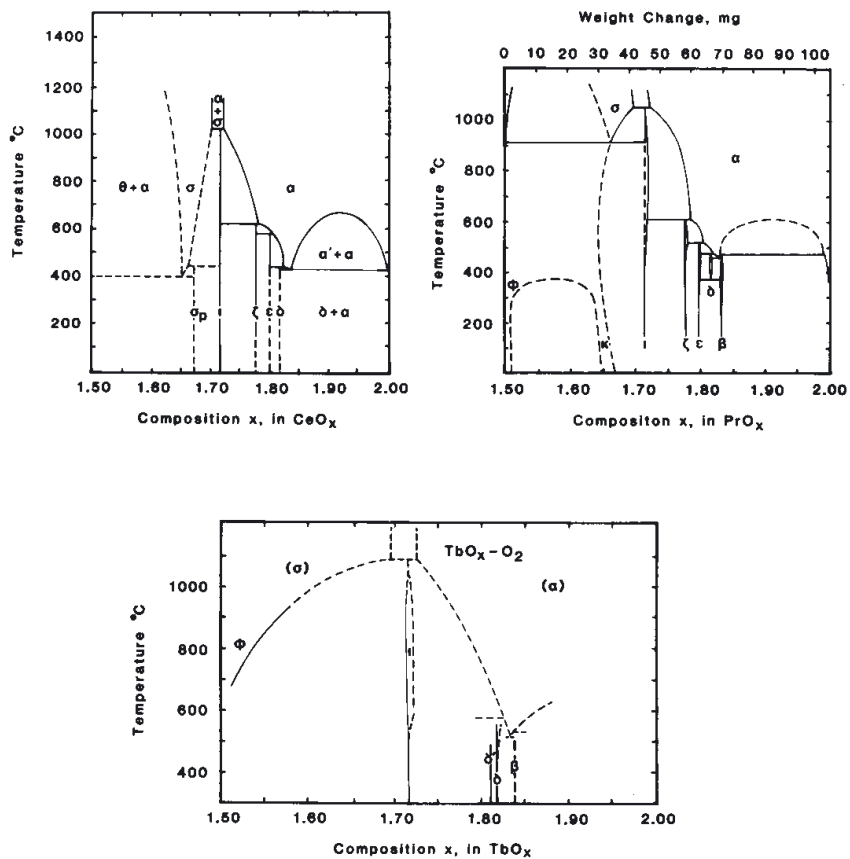 1400
1200
1000
800
600
400
200
Temperature °C
α
+
σ
θ+α
σ
α
α'+α
σp
ι
ζ
ε
δ
δ+α
1.50 1.60 1.70 1.80 1.90 2.00
Composition x, in CeOx
Weight Change, mg
0 10 20 30 40 50 60 70 80 90 100
1000
800
600
400
200
Temperature °C
σ
α
Φ
δ
κ
ι
ζ
ε
β
1.50 1.60 1.70 1.80 1.90 2.00
Compositon x, in PrOx
TbOx-O2
(σ)
(α)
1000
800
600
400
Temperature °C
Φ
ι
δ'
δ
β
1.50 1.60 1.70 1.80 1.90 2.00
Composition x, in TbOx